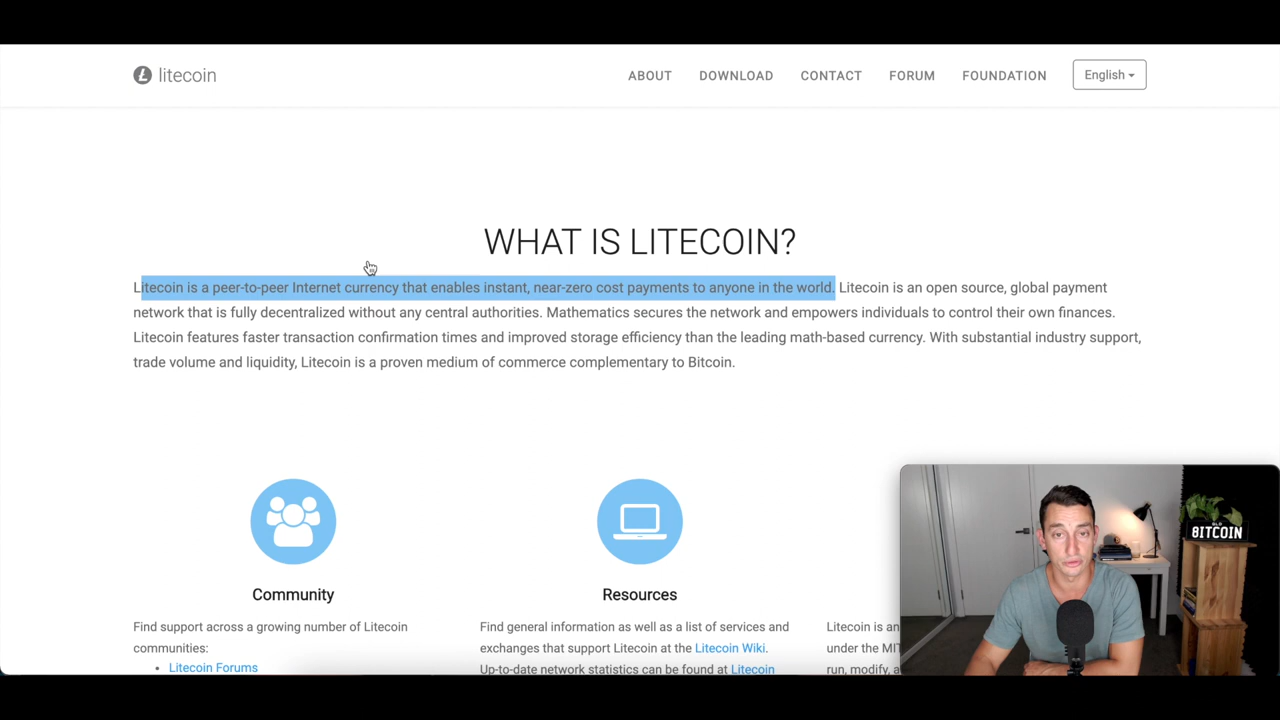 litecoin
ABOUT
DOWNLOAD
CONTACT
FORUM
FOUNDATION
English
WHAT IS LITECOIN?
Litecoin is a peer-to-peer Internet currency that enables instant, near-zero cost payments to anyone in the world. Litecoin is an open source, global payment
network that is fully decentralized without any central authorities. Mathematics secures the network and empowers individuals to control their own finances.
Litecoin features faster transaction confirmation times and improved storage efficiency than the leading math-based currency. With substantial industry support,
trade volume and liquidity, Litecoin is a proven medium of commerce complementary to Bitcoin.
Community
Find support across a growing number of Litecoin
communities:
• Litecoin Forums
Resources
Find general information as well as a list of services and
exchanges that support Litecoin at the Litecoin Wiki.
Up-to-date network statistics can be found at Litecoin
Litecoin is an
under the MIT
run, modify, a
BITCOIN